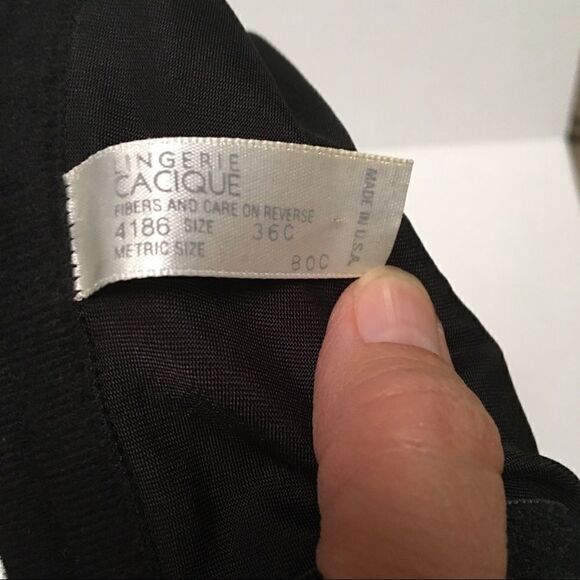 LINGERIE
CACIQUE
FIBERS AND CARE ON REVERSE
4186 SIZE 36C
METRIC SIZE 80C
MADE IN U.S.A.